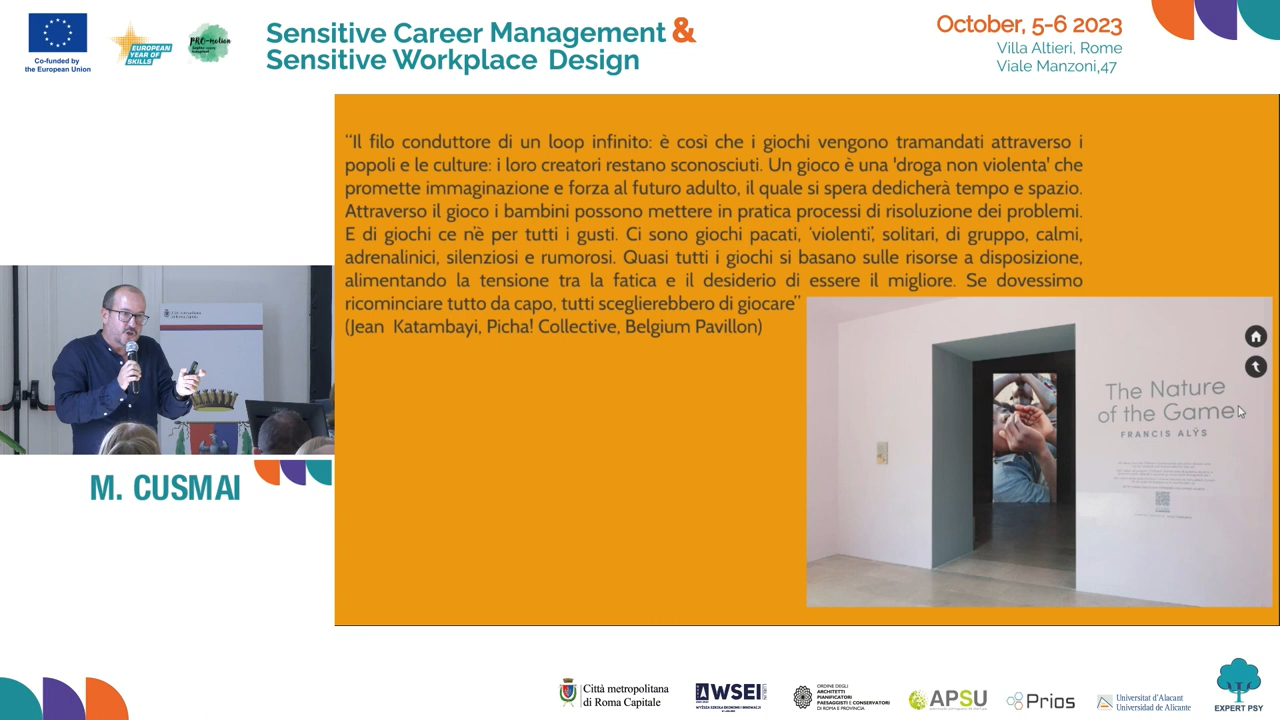 Co-funded by
the European Union
EUROPEAN
YEAR OF
SKILLS
PRO-motion
Sensitive Career Management &
Sensitive Workplace Design
October, 5-6 2023
Villa Altieri, Rome
Viale Manzoni,47
“Il filo conduttore di un loop infinito: è così che i giochi vengono tramandati attraverso i
popoli e le culture: i loro creatori restano sconosciuti. Un gioco è una 'droga non violenta' che
promette immaginazione e forza al futuro adulto, il quale si spera dedicherà tempo e spazio.
Attraverso il gioco i bambini possono mettere in pratica processi di risoluzione dei problemi.
E di giochi ce n’è per tutti i gusti. Ci sono giochi pacati, ‘violenti’, solitari, di gruppo, calmi,
adrenalinici, silenziosi e rumorosi. Quasi tutti i giochi si basano sulle risorse a disposizione,
alimentando la tensione tra la fatica e il desiderio di essere il migliore. Se dovessimo
ricominciare tutto da capo, tutti sceglierebbero di giocare”
(Jean Katambayi, Picha! Collective, Belgium Pavillon)
The Nature
of the Game
FRANCIS ALŸS
M. CUSMAI
Città metropolitana
di Roma Capitale
WSEI
LUBLIN
WYŻSZA SZKOŁA EKONOMII I INNOWACJI
ORDINE DEGLI
ARCHITETTI
PIANIFICATORI
PAESAGGISTI E CONSERVATORI
DI ROMA E PROVINCIA
APSU
Prios
Universitat d'Alacant
Universidad de Alicante
EXPERT PSY